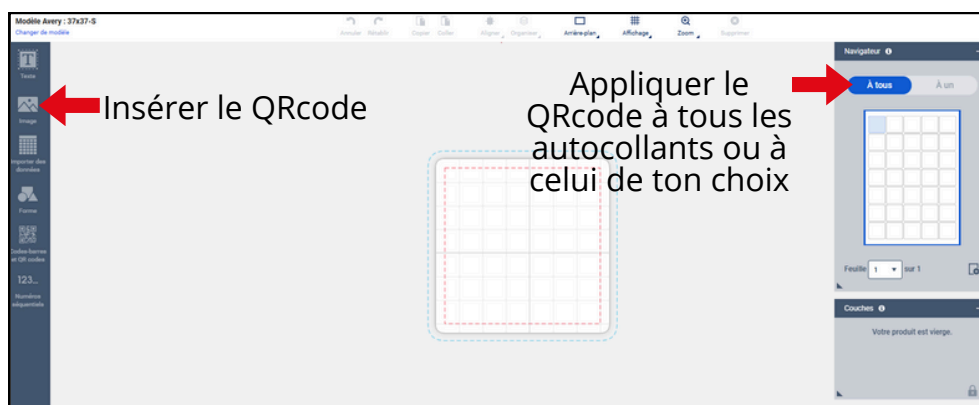 Modèle Avery : 37x37-S
Changer de modèle
Annuler Rétablir Copier Coller Aligner Organiser Arrière-plan Affichage Zoom Supprimer
Texte
Image
Importer des
données
Forme
Codes-barres
et QR codes
123...
Numéros
séquentiels
Insérer le QRcode
Appliquer le
QRcode à tous les
autocollants ou à
celui de ton choix
Navigateur
À tous À un
Feuille 1 sur 1
Couches
Votre produit est vierge.